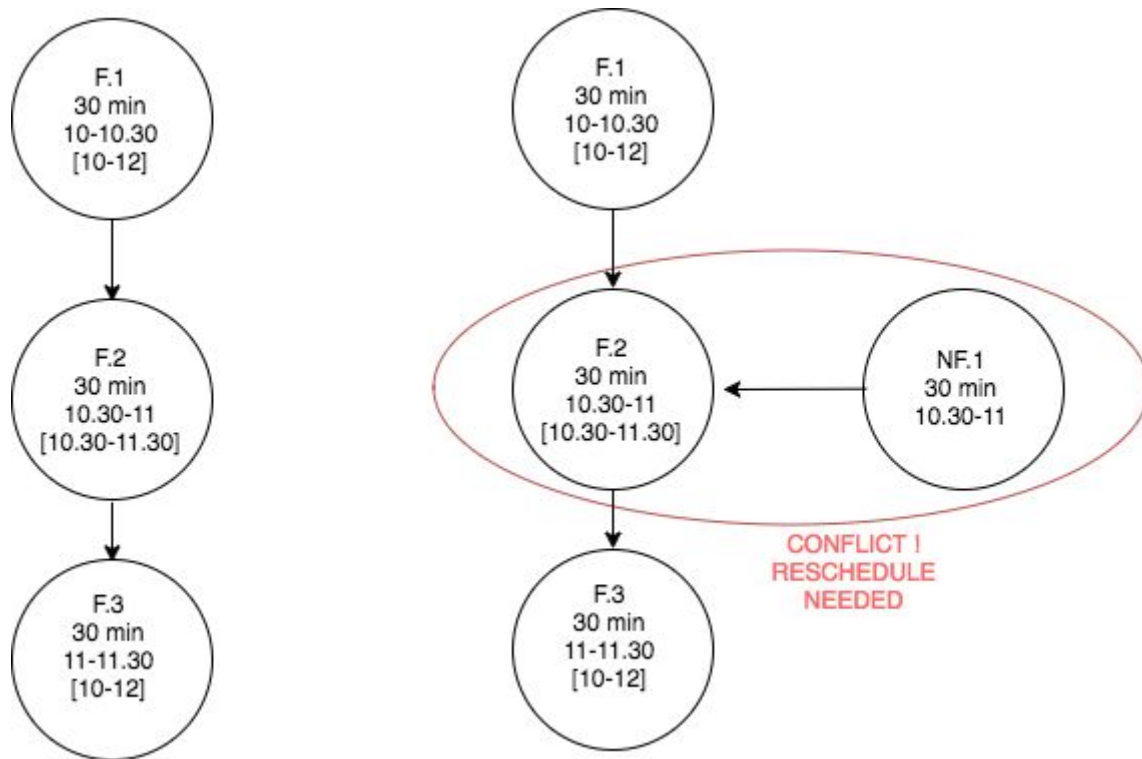 F.1
30 min
10-10.30
[10-12]
F.2
30 min
10.30-11
[10.30-11.30]
F.3
30 min
11-11.30
[10-12]
F.1
30 min
10-10.30
[10-12]
F.2
30 min
10.30-11
[10.30-11.30]
NF.1
30 min
10.30-11
CONFLICT !
RESCHEDULE
NEEDED
F.3
30 min
11-11.30
[10-12]